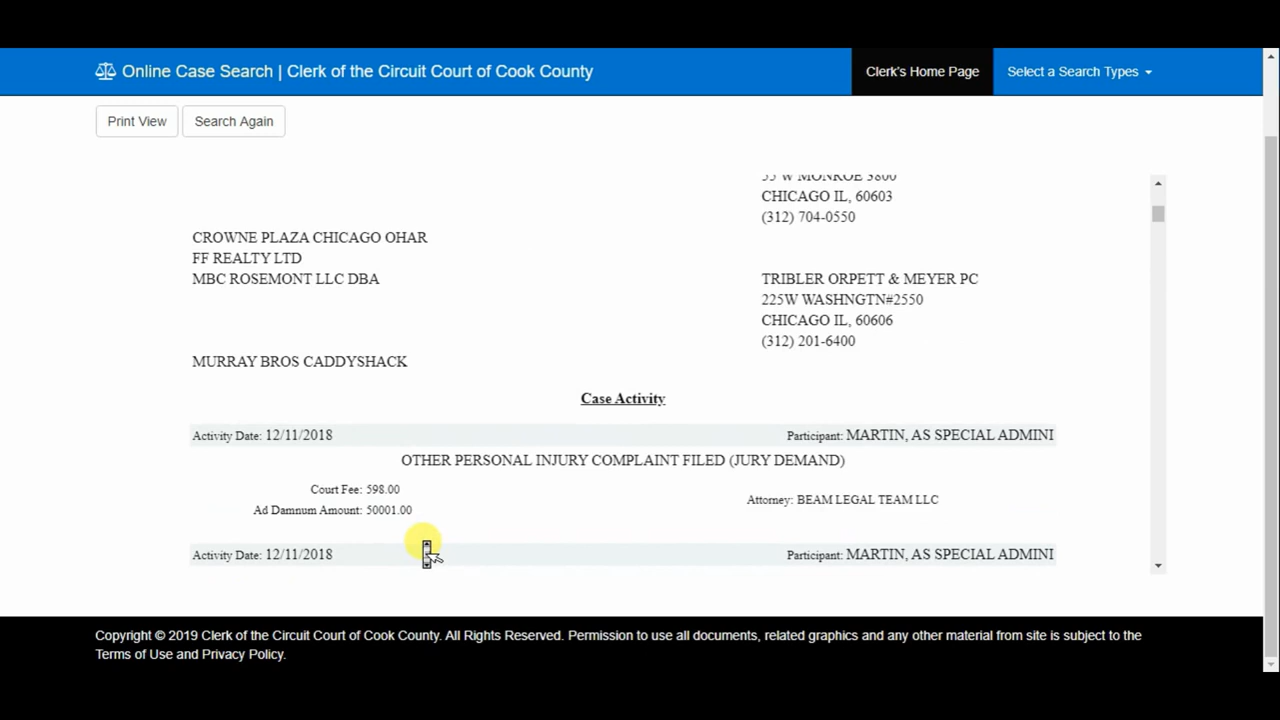 Online Case Search | Clerk of the Circuit Court of Cook County
Clerk's Home Page
Select a Search Types
Print View
Search Again
55 W MONROE 3800
CHICAGO IL, 60603
(312) 704-0550
CROWNE PLAZA CHICAGO OHAR
FF REALTY LTD
MBC ROSEMONT LLC DBA
TRIBLER ORPETT & MEYER PC
225W WASHNGTN#2550
CHICAGO IL, 60606
(312) 201-6400
MURRAY BROS CADDYSHACK
Case Activity
Activity Date: 12/11/2018 Participant: MARTIN, AS SPECIAL ADMINI
OTHER PERSONAL INJURY COMPLAINT FILED (JURY DEMAND)
Court Fee: 598.00
Ad Damnum Amount: 50001.00
Attorney: BEAM LEGAL TEAM LLC
Activity Date: 12/11/2018 Participant: MARTIN, AS SPECIAL ADMINI
Copyright © 2019 Clerk of the Circuit Court of Cook County. All Rights Reserved. Permission to use all documents, related graphics and any other material from site is subject to the
Terms of Use and Privacy Policy.